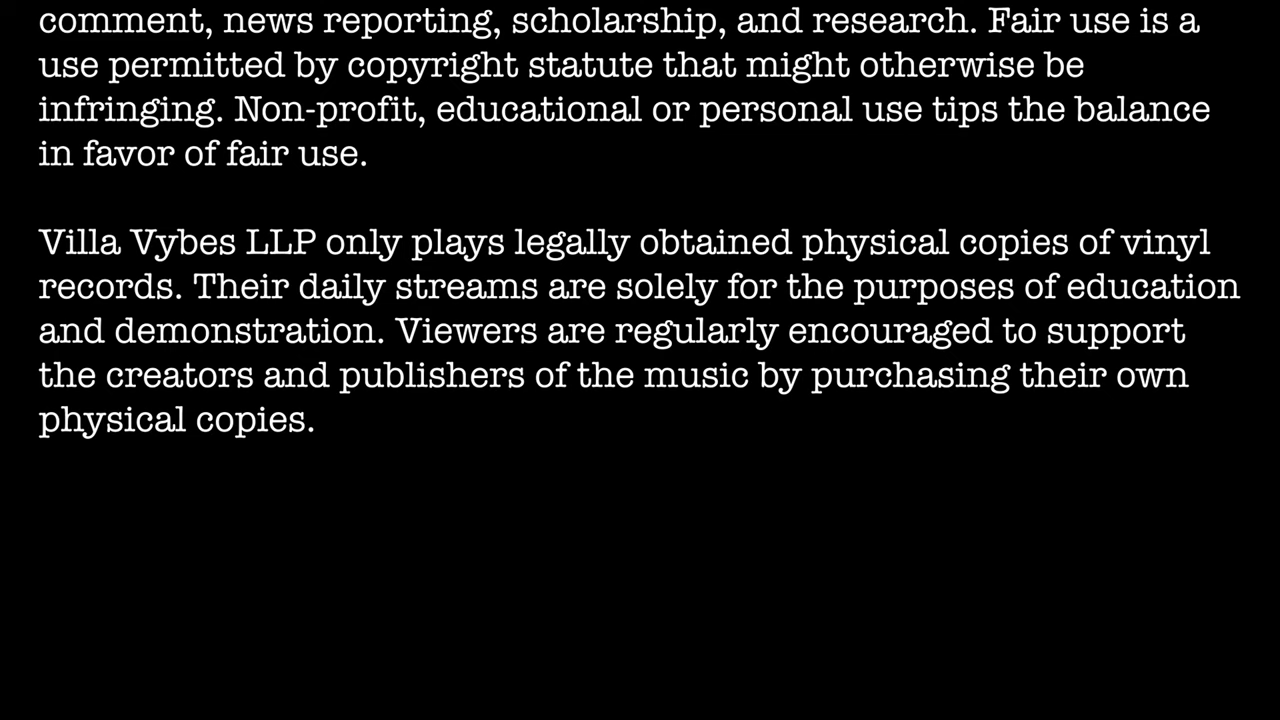 comment, news reporting, scholarship, and research. Fair use is a
use permitted by copyright statute that might otherwise be
infringing. Non-profit, educational or personal use tips the balance
in favor of fair use.
Villa Vybes LLP only plays legally obtained physical copies of vinyl
records. Their daily streams are solely for the purposes of education
and demonstration. Viewers are regularly encouraged to support
the creators and publishers of the music by purchasing their own
physical copies.